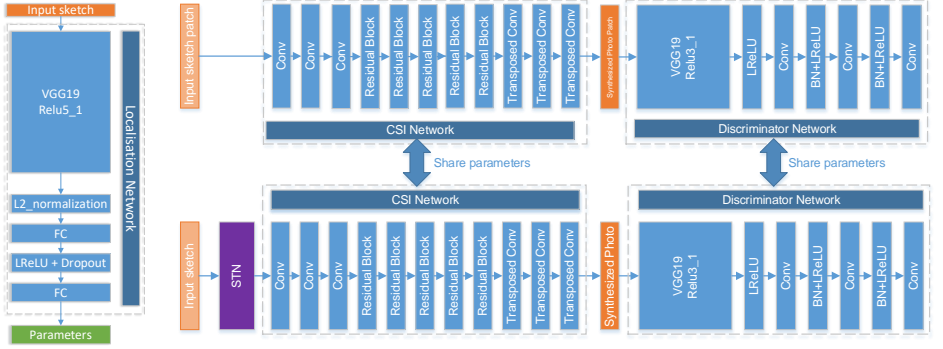 Input sketch
VGG19
Relu5_1
L2_normalization
FC
LReLU + Dropout
FC
Localisation Network
Parameters
Input sketch patch
Conv
Conv
Conv
Residual Block
Residual Block
Residual Block
Residual Block
Residual Block
Transposed Conv
Transposed Conv
Transposed Conv
CSI Network
Synthesized Photo Patch
VGG19
Relu3_1
LReLU
Conv
BN+LReLU
Conv
BN+LReLU
Conv
Discriminator Network
Share parameters
Share parameters
CSI Network
Discriminator Network
Input sketch
STN
Conv
Conv
Conv
Residual Block
Residual Block
Residual Block
Residual Block
Residual Block
Transposed Conv
Transposed Conv
Transposed Conv
Synthesized Photo
VGG19
Relu3_1
LReLU
Conv
BN+LReLU
Conv
BN+LReLU
Conv